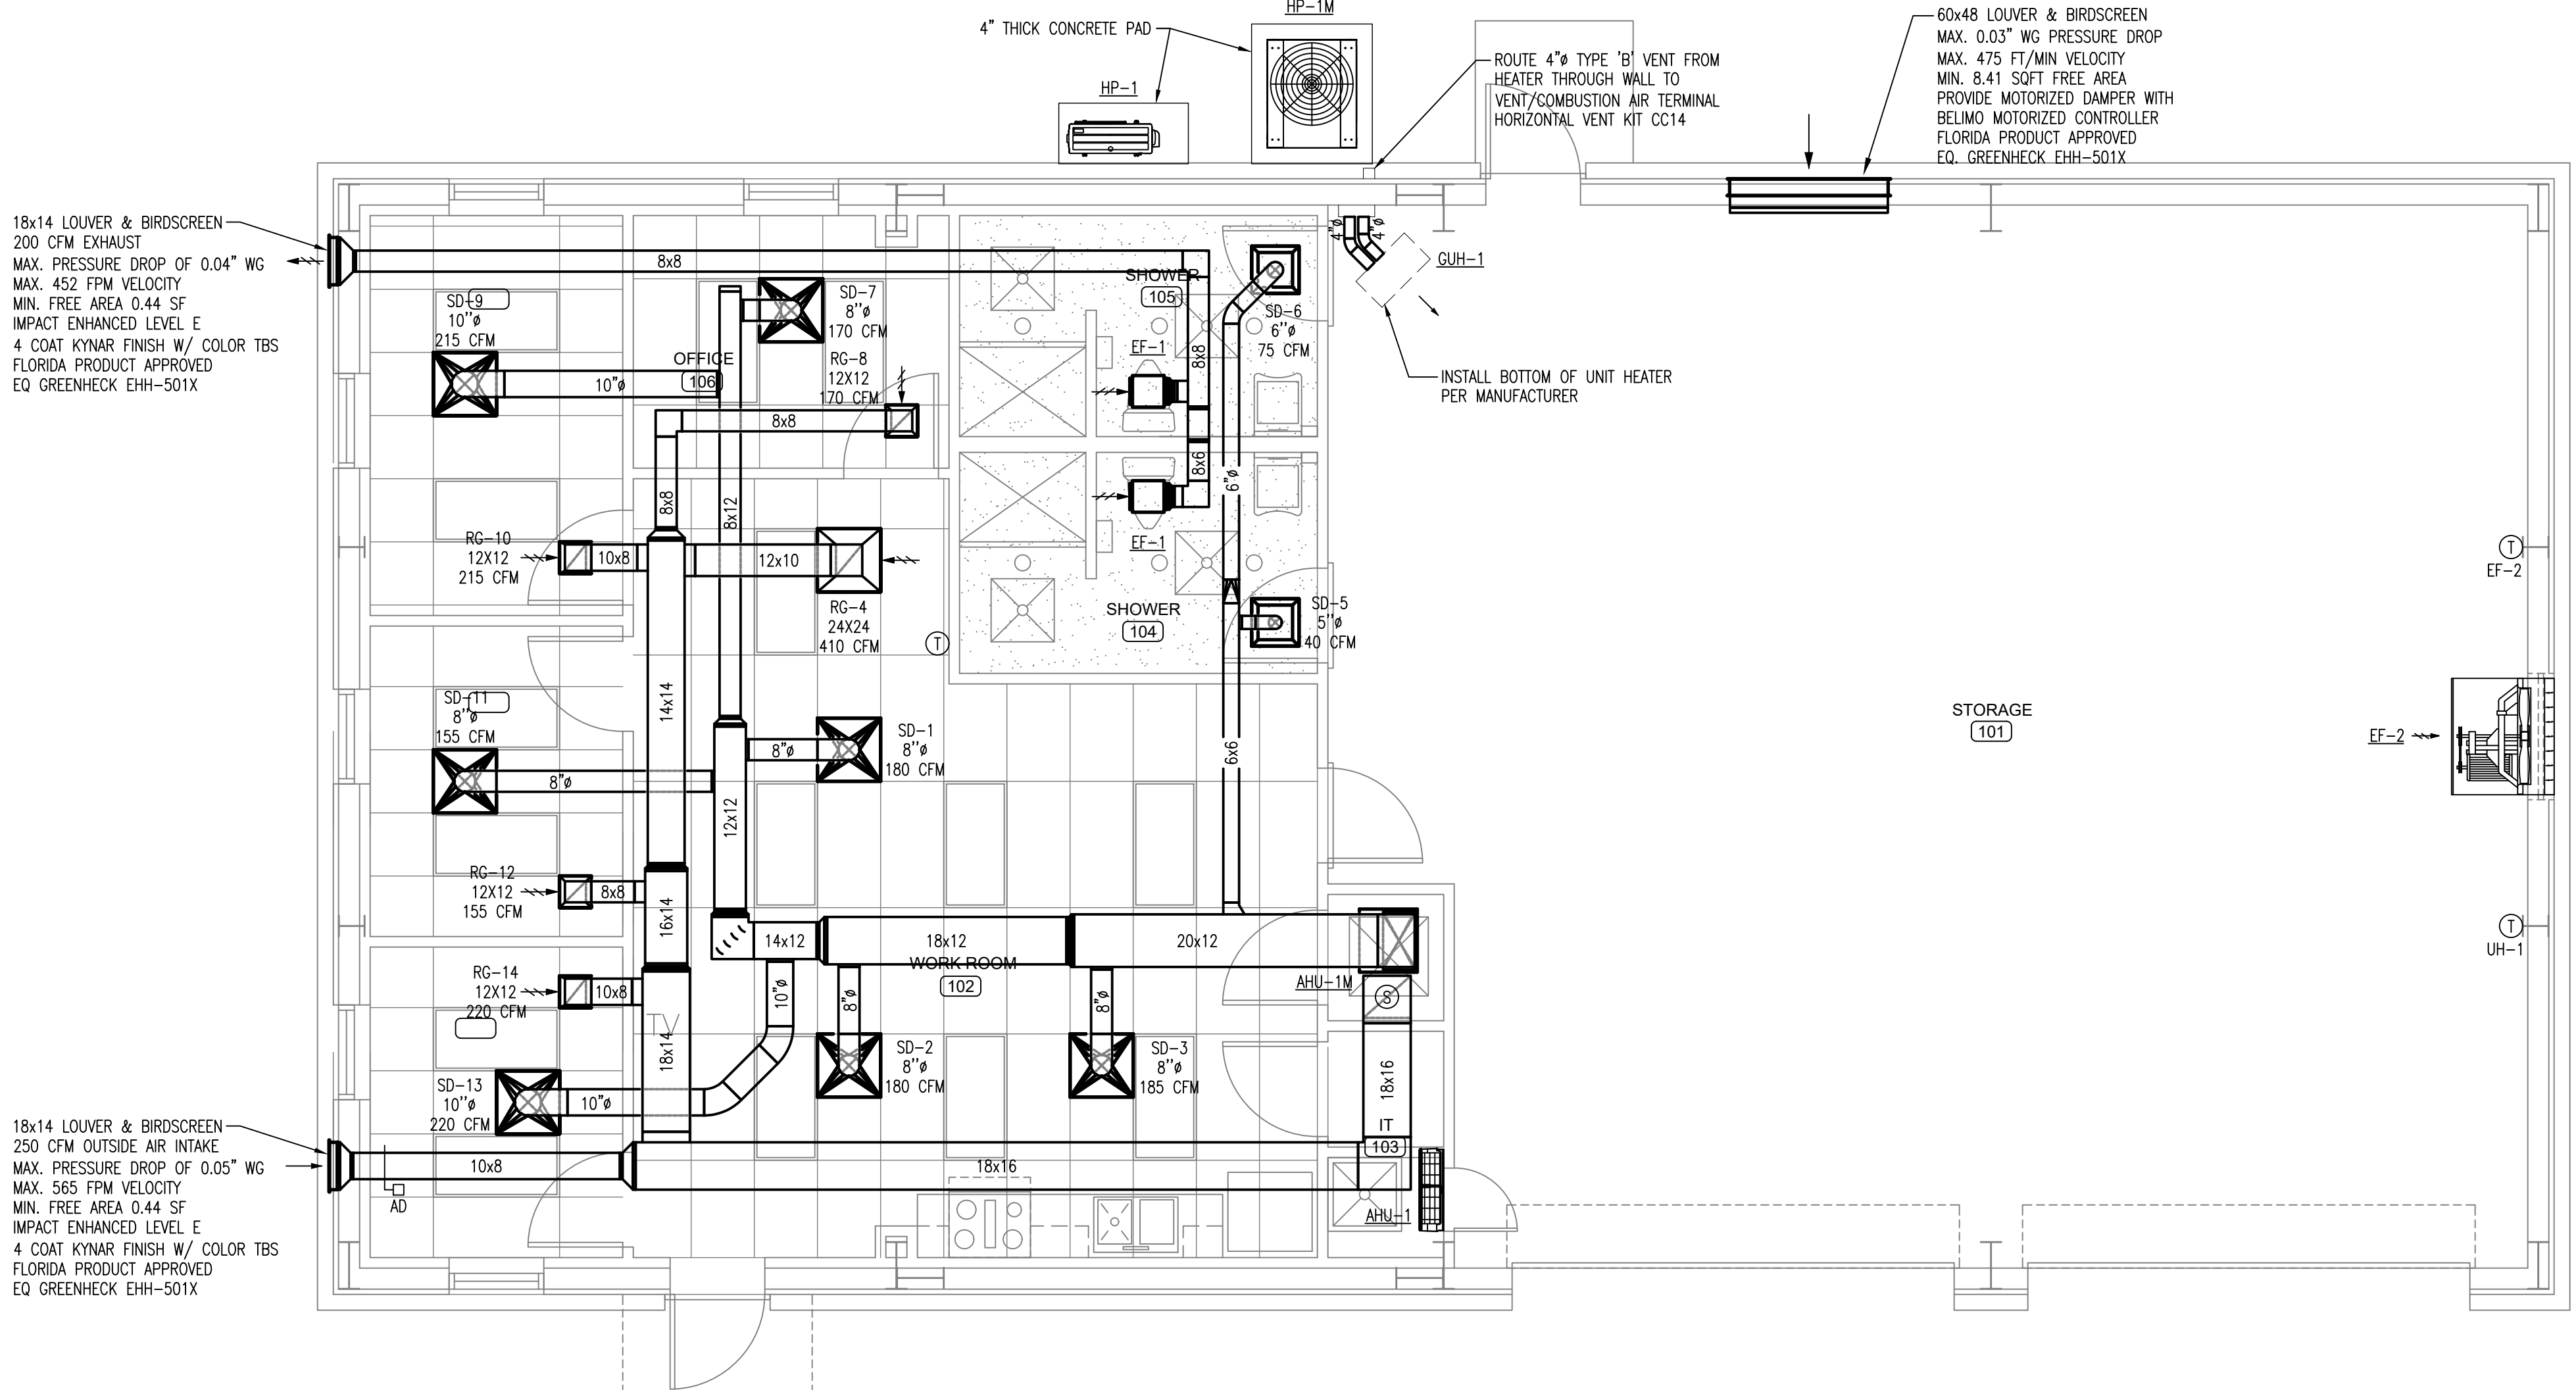 HP-1M
4" THICK CONCRETE PAD
HP-1
ROUTE 4"ø TYPE 'B' VENT FROM
HEATER THROUGH WALL TO
VENT/COMBUSTION AIR TERMINAL
HORIZONTAL VENT KIT CC14
60x48 LOUVER & BIRDSCREEN
MAX. 0.03" WG PRESSURE DROP
MAX. 475 FT/MIN VELOCITY
MIN. 8.41 SQFT FREE AREA
PROVIDE MOTORIZED DAMPER WITH
BELIMO MOTORIZED CONTROLLER
FLORIDA PRODUCT APPROVED
EQ. GREENHECK EHH-501X
18x14 LOUVER & BIRDSCREEN
200 CFM EXHAUST
MAX. PRESSURE DROP OF 0.04" WG
MAX. 452 FPM VELOCITY
MIN. FREE AREA 0.44 SF
IMPACT ENHANCED LEVEL E
4 COAT KYNAR FINISH W/ COLOR TBS
FLORIDA PRODUCT APPROVED
EQ GREENHECK EHH-501X
8x8
SD-9
10''ø
215 CFM
10"ø
OFFICE
106
SD-7
8''ø
170 CFM
RG-8
12X12
170 CFM
8x8
8x8
8x12
SHOWER
105
EF-1
8x8
8x6
EF-1
SD-6
6''ø
75 CFM
6"ø
4"ø
4"ø
GUH-1
INSTALL BOTTOM OF UNIT HEATER
PER MANUFACTURER
RG-10
12X12
215 CFM
10x8
12x10
RG-4
24X24
410 CFM
T
SHOWER
104
SD-5
5''ø
40 CFM
T
EF-2
SD-11
8''ø
155 CFM
8"ø
14x14
12x12
8"ø
SD-1
8''ø
180 CFM
6x6
STORAGE
101
EF-2
RG-12
12X12
155 CFM
8x8
16x14
14x12
18x12
20x12
WORK ROOM
102
AHU-1M
S
T
UH-1
RG-14
12X12
220 CFM
10x8
TV
18x14
10"ø
8"ø
8"ø
SD-2
8''ø
180 CFM
SD-3
8''ø
185 CFM
18x16
IT
103
SD-13
10''ø
220 CFM
10"ø
18x14 LOUVER & BIRDSCREEN
250 CFM OUTSIDE AIR INTAKE
MAX. PRESSURE DROP OF 0.05" WG
MAX. 565 FPM VELOCITY
MIN. FREE AREA 0.44 SF
IMPACT ENHANCED LEVEL E
4 COAT KYNAR FINISH W/ COLOR TBS
FLORIDA PRODUCT APPROVED
EQ GREENHECK EHH-501X
10x8
AD
18x16
AHU-1